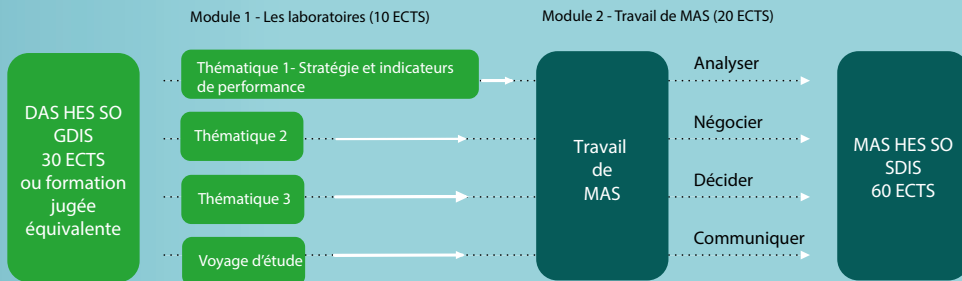 Module 1 - Les laboratoires (10 ECTS)
Module 2 - Travail de MAS (20 ECTS)
DAS HES SO
GDIS
30 ECTS
ou formation
jugée
équivalente
Thématique 1- Stratégie et indicateurs
de performance
Thématique 2
Thématique 3
Voyage d'étude
Travail
de
MAS
Analyser
Négocier
Décider
Communiquer
MAS HES SO
SDIS
60 ECTS